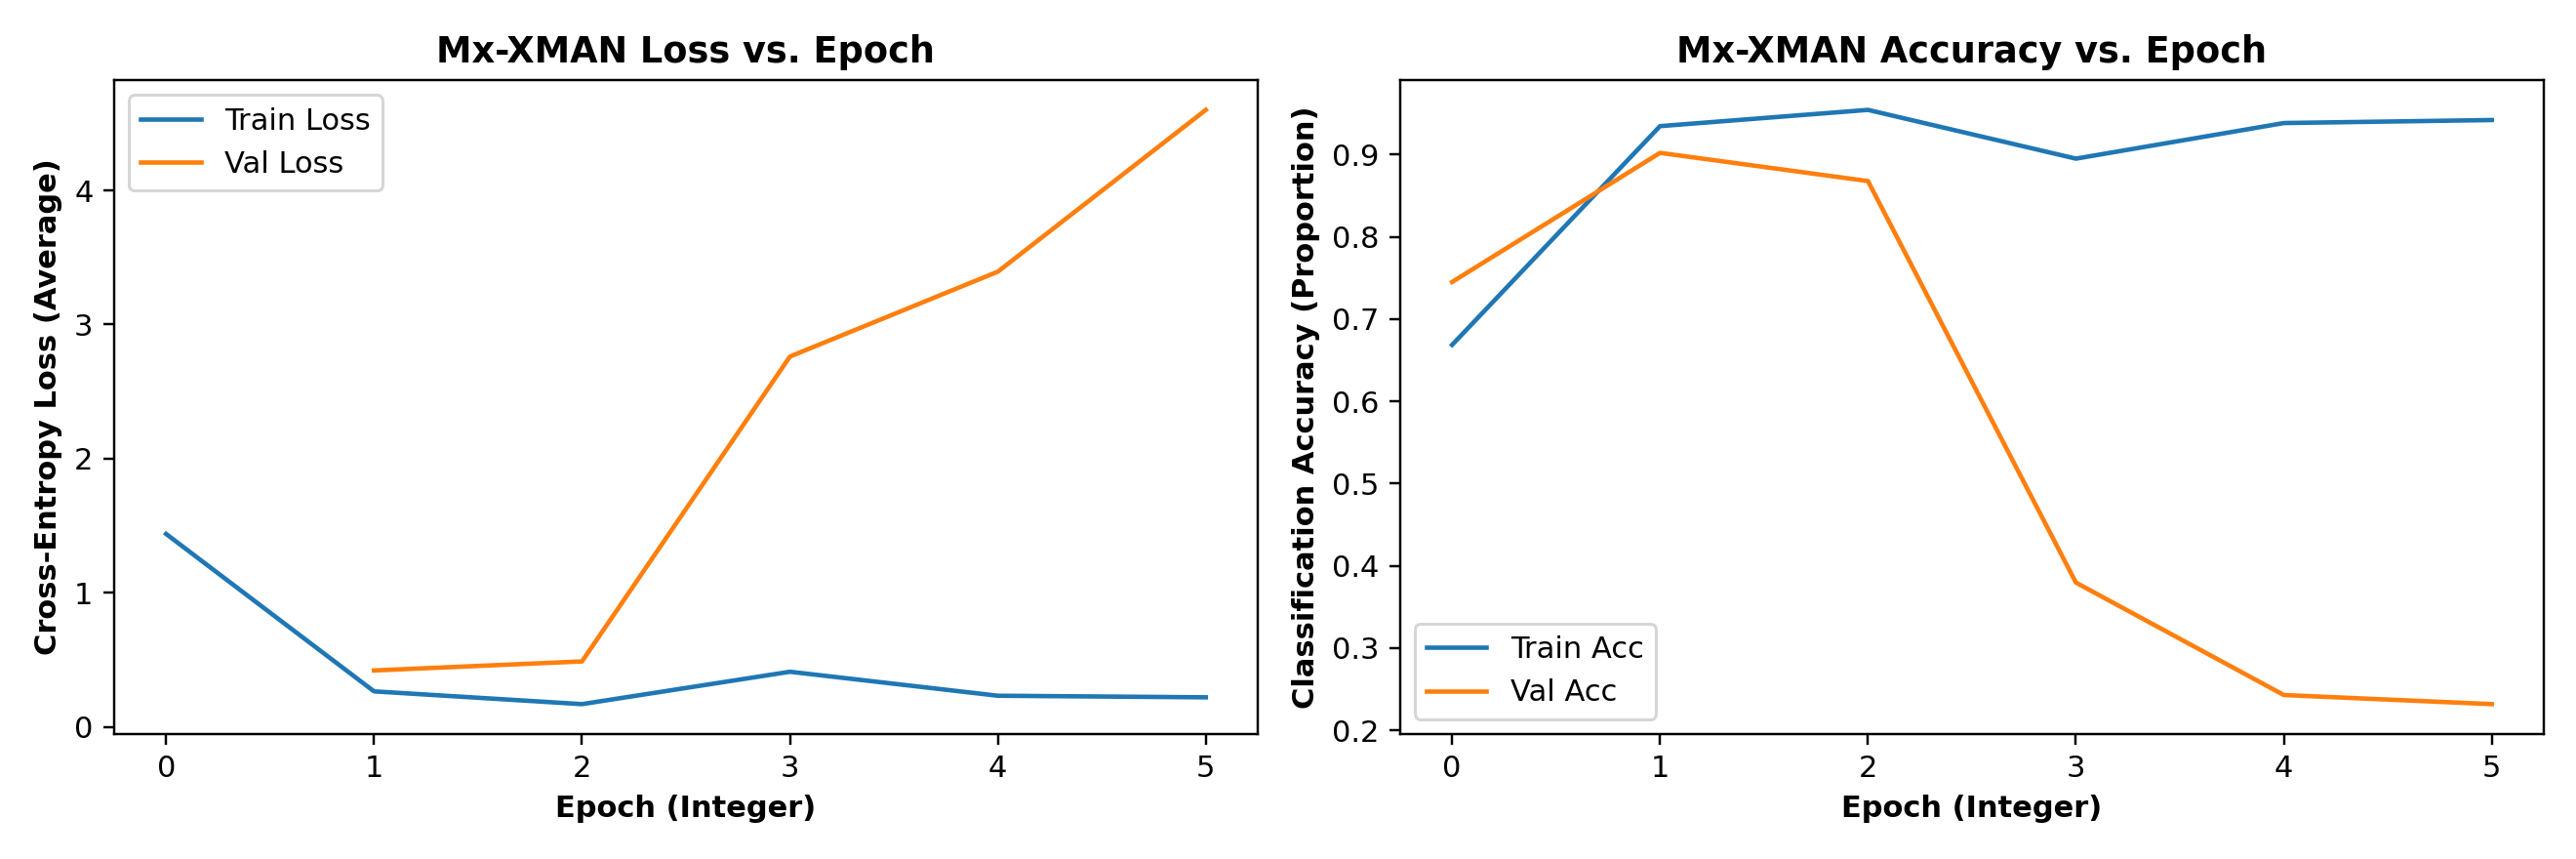 Mx-XMAN Loss vs. Epoch
Train Loss
Val Loss
Cross-Entropy Loss (Average)
4
3
2
1
0
0 1 2 3 4 5
Epoch (Integer)
Mx-XMAN Accuracy vs. Epoch
Classification Accuracy (Proportion)
0.9
0.8
0.7
0.6
0.5
0.4
0.3
0.2
Train Acc
Val Acc
0 1 2 3 4 5
Epoch (Integer)